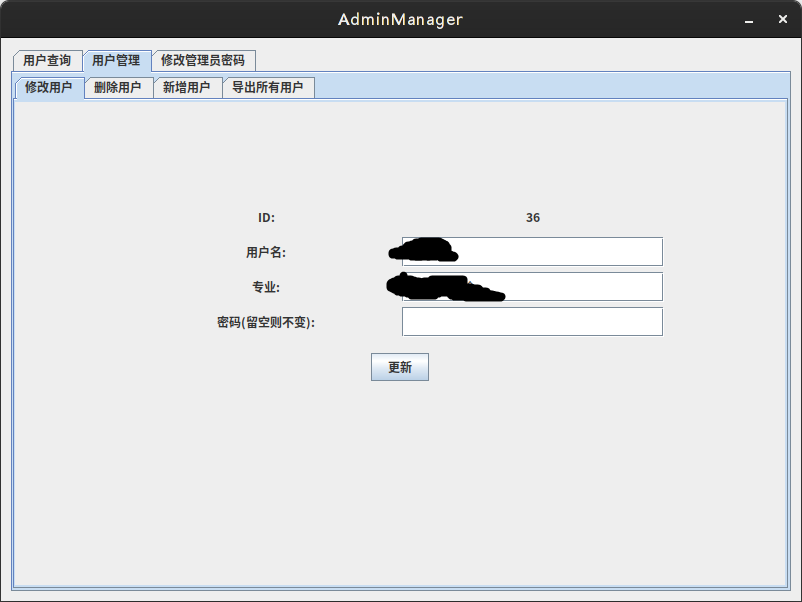 AdminManager
用户查询 用户管理 修改管理员密码
修改用户 删除用户 新增用户 导出所有用户
ID: 36
用户名:
专业:
密码(留空则不变):
更新